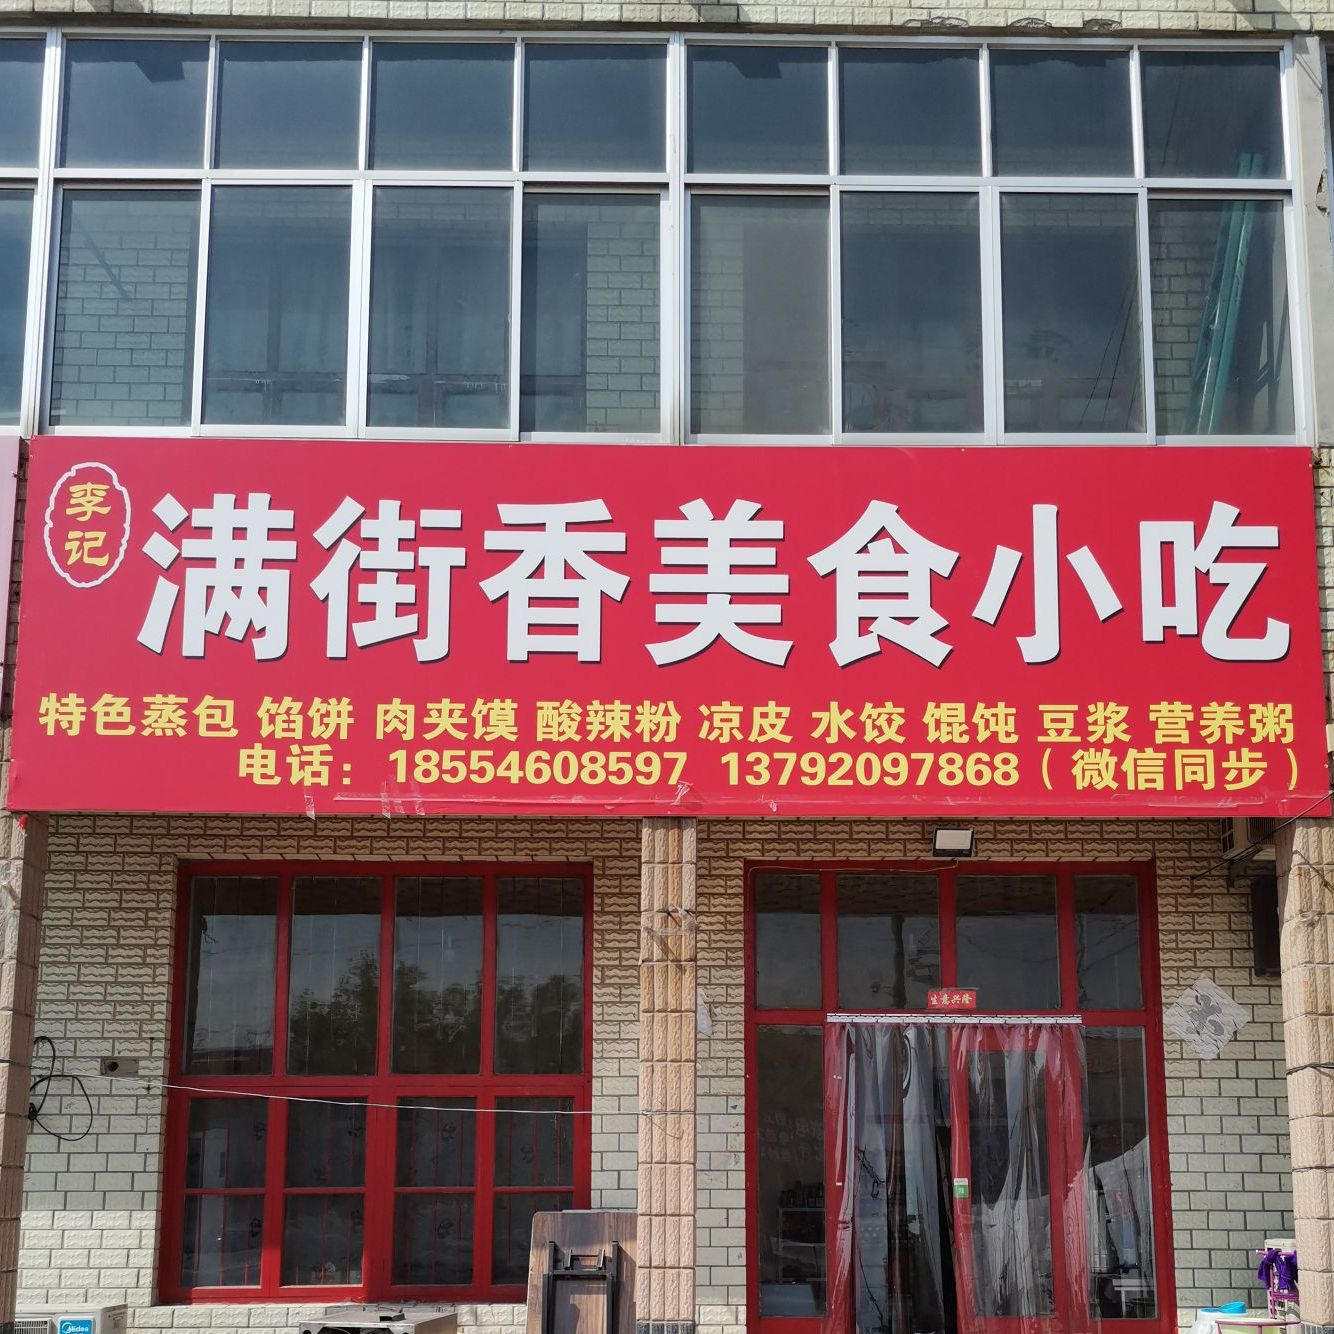 李记
满街香美食小吃
特色蒸包 馅饼 肉夹馍 酸辣粉 凉皮 水饺 馄饨 豆浆 营养粥
电话：18554608597 13792097868（微信同步）
生意兴隆
Midea